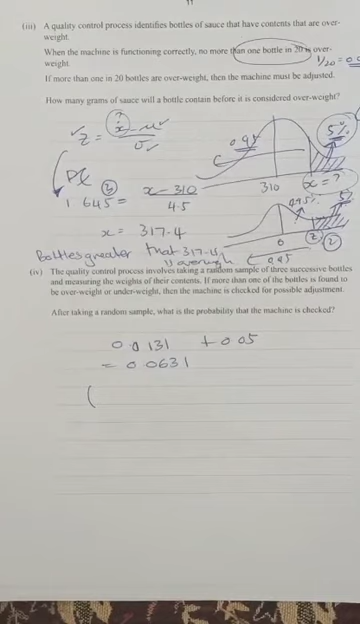 11
(iii) A quality control process identifies bottles of sauce that have contents that are over-
weight.
When the machine is functioning correctly, no more than one bottle in 20 is over-
weight.
1/20 = 0.0
If more than one in 20 bottles are over-weight, then the machine must be adjusted.
How many grams of sauce will a bottle contain before it is considered over-weight?
z = x - μ
σ
0.95
5%
310
x = ?
1.645 = x - 310
4.5
x = 317.4
0
Bottles greater that 317.4
(iv) The quality control process involves taking a random sample of three successive bottles
and measuring the weights of their contents. If more than one of the bottles is found to
be over-weight or under-weight, then the machine is checked for possible adjustment.
After taking a random sample, what is the probability that the machine is checked?
0.0131 + 0.05
= 0.0631
(